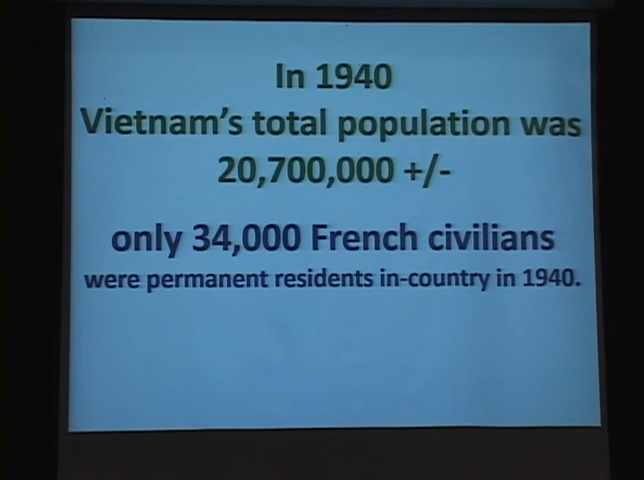 In 1940
Vietnam's total population was
20,700,000 +/-
only 34,000 French civilians
were permanent residents in-country in 1940.